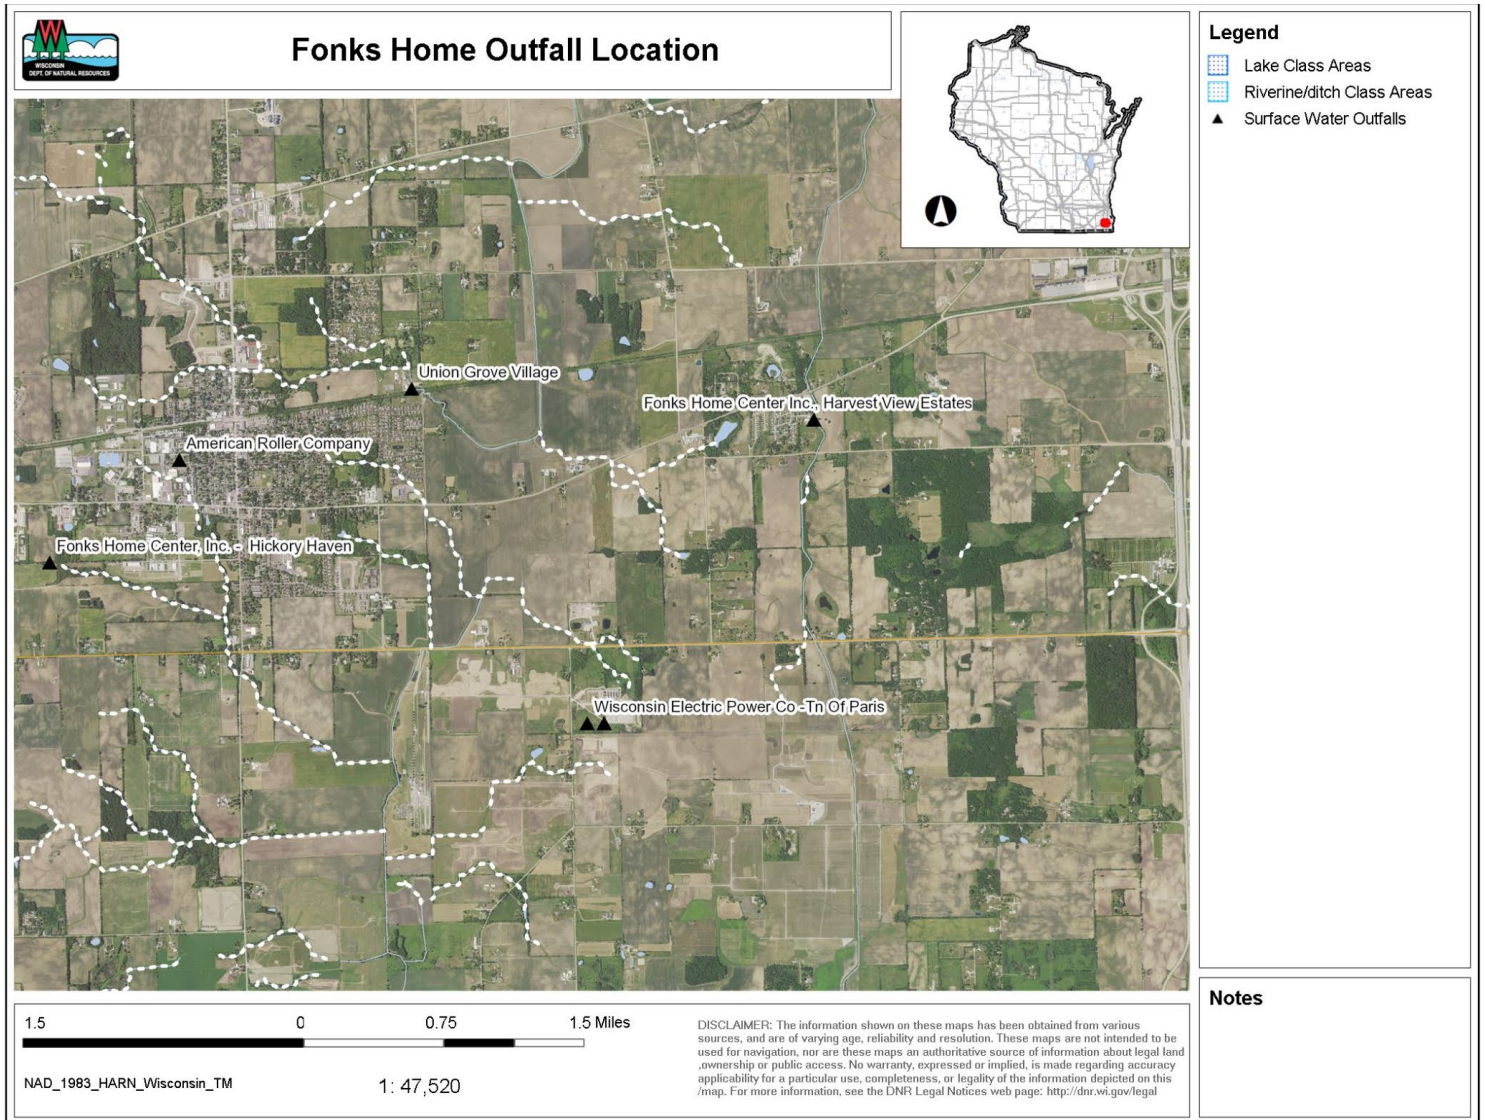 W
WISCONSIN
DEPT. OF NATURAL RESOURCES
Fonks Home Outfall Location
Legend
Lake Class Areas
Riverine/ditch Class Areas
Surface Water Outfalls
Union Grove Village
Fonks Home Center Inc., Harvest View Estates
American Roller Company
Fonks Home Center, Inc. - Hickory Haven
Wisconsin Electric Power Co -Tn Of Paris
1.5 0 0.75 1.5 Miles
NAD_1983_HARN_Wisconsin_TM
1: 47,520
DISCLAIMER: The information shown on these maps has been obtained from various
sources, and are of varying age, reliability and resolution. These maps are not intended to be
used for navigation, nor are these maps an authoritative source of information about legal land
,ownership or public access. No warranty, expressed or implied, is made regarding accuracy
applicability for a particular use, completeness, or legality of the information depicted on this
/map. For more information, see the DNR Legal Notices web page: http://dnr.wi.gov/legal
Notes